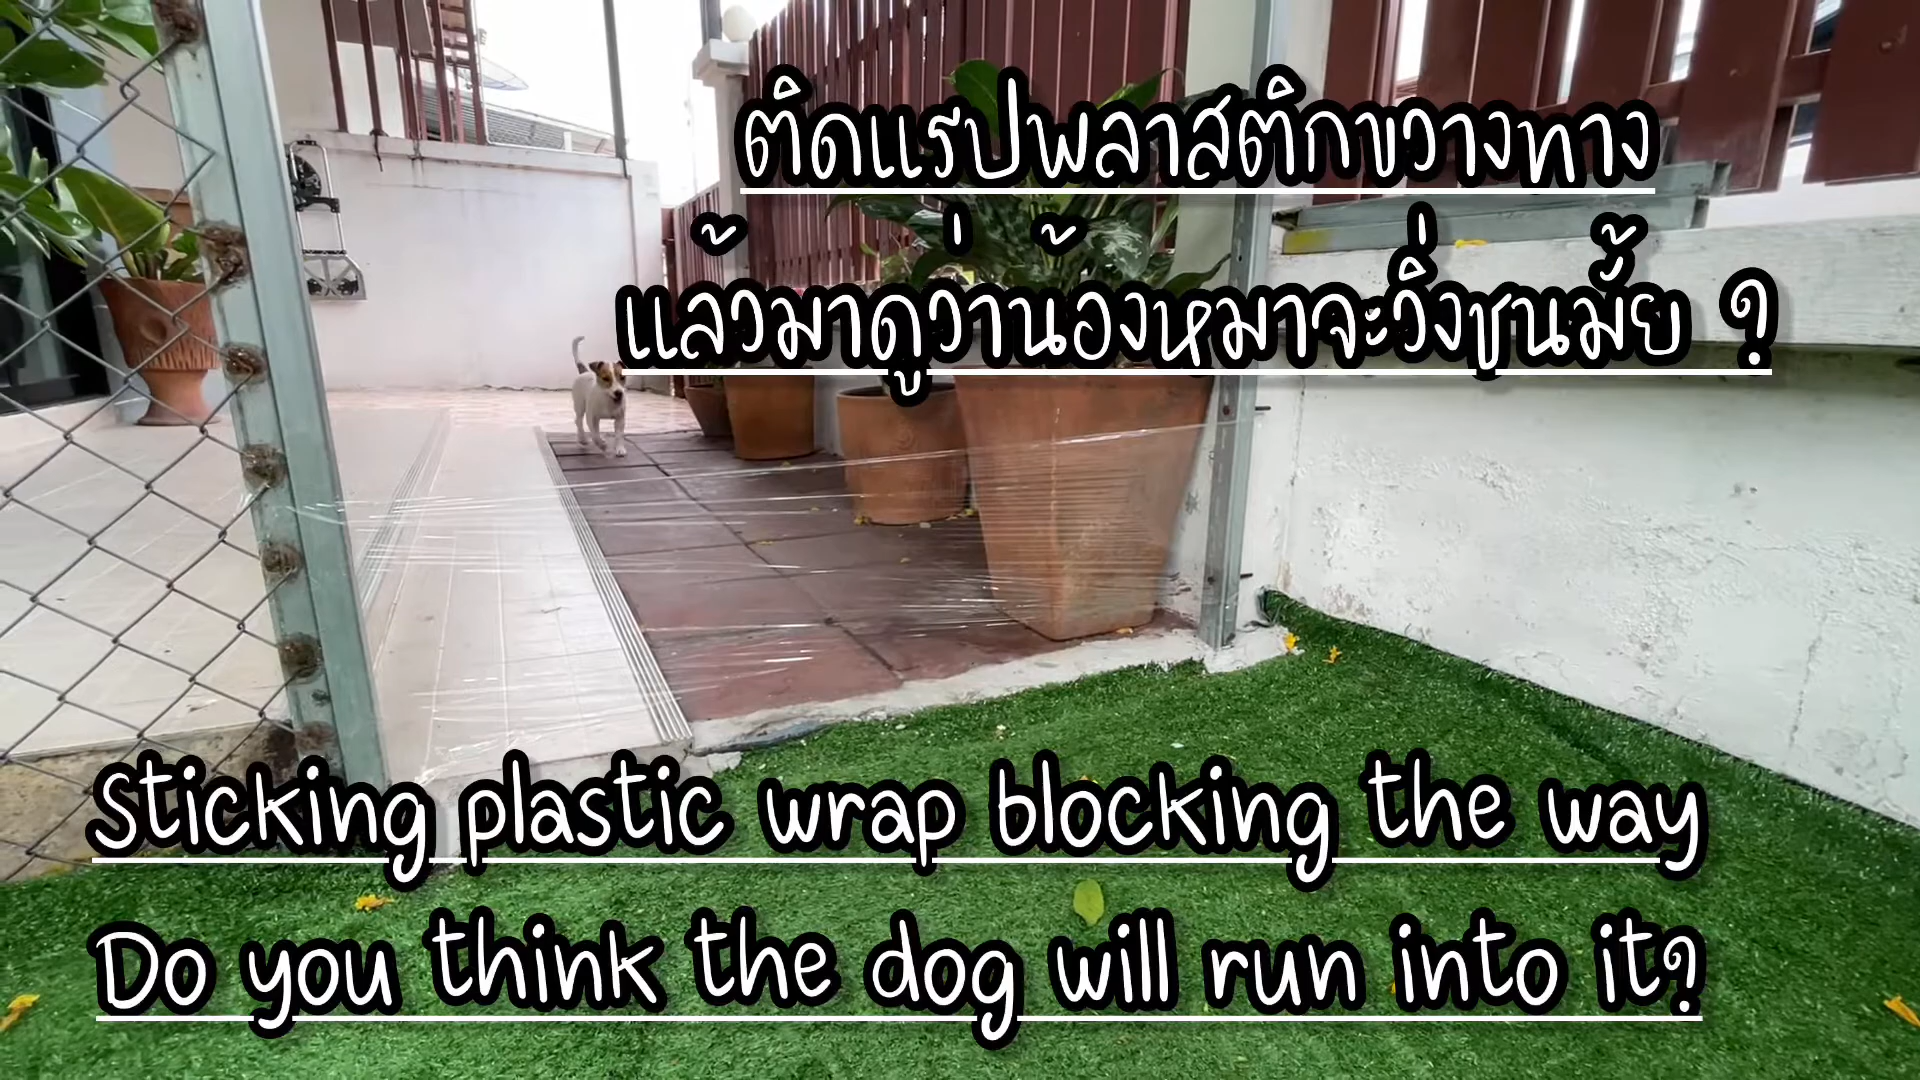 ติดแรปพลาสติกขวางทาง
แล้วมาดูว่าน้องหมาจะวิ่งชนมั้ย ?
Sticking plastic wrap blocking the way
Do you think the dog will run into it?